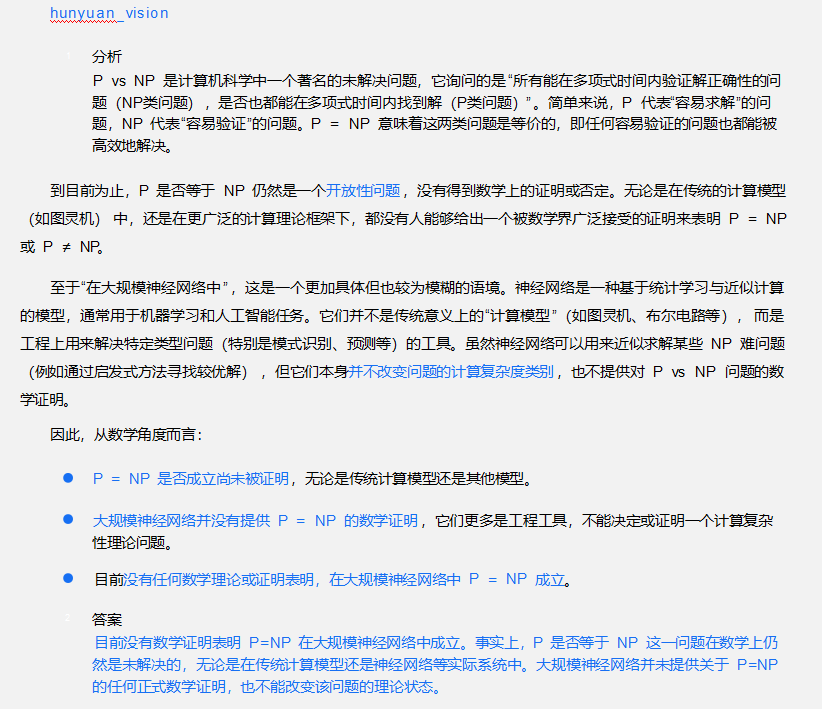 hunyuan_vision
1 分析
P vs NP 是计算机科学中一个著名的未解决问题，它询问的是“所有能在多项式时间内验证解正确性的问
题（NP类问题），是否也都能在多项式时间内找到解（P类问题）”。简单来说，P 代表“容易求解”的问
题，NP 代表“容易验证”的问题。P = NP 意味着这两类问题是等价的，即任何容易验证的问题也都能被
高效地解决。
到目前为止，P 是否等于 NP 仍然是一个开放性问题，没有得到数学上的证明或否定。无论是在传统的计算模型
（如图灵机） 中，还是在更广泛的计算理论框架下，都没有人能够给出一个被数学界广泛接受的证明来表明 P = NP
或 P ≠ NP。
至于“在大规模神经网络中”，这是一个更加具体但也较为模糊的语境。神经网络是一种基于统计学习与近似计算
的模型，通常用于机器学习和人工智能任务。它们并不是传统意义上的“计算模型”（如图灵机、布尔电路等），而是
工程上用来解决特定类型问题（特别是模式识别、预测等）的工具。虽然神经网络可以用来近似求解某些 NP 难问题
（例如通过启发式方法寻找较优解），但它们本身并不改变问题的计算复杂度类别，也不提供对 P vs NP 问题的数
学证明。
因此，从数学角度而言：
● P = NP 是否成立尚未被证明，无论是传统计算模型还是其他模型。
● 大规模神经网络并没有提供 P = NP 的数学证明，它们更多是工程工具，不能决定或证明一个计算复杂
性理论问题。
● 目前没有任何数学理论或证明表明，在大规模神经网络中 P = NP 成立。
2 答案
目前没有数学证明表明 P=NP 在大规模神经网络中成立。事实上，P 是否等于 NP 这一问题在数学上仍
然是未解决的，无论是在传统计算模型还是神经网络等实际系统中。大规模神经网络并未提供关于 P=NP
的任何正式数学证明，也不能改变该问题的理论状态。